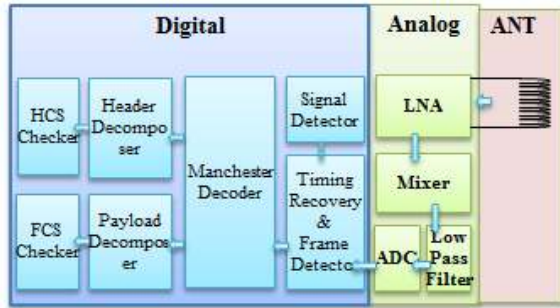 Digital
Analog
ANT
HCS
Checker
Header
Decompo
ser
Signal
Detector
LNA
Manchester
Decoder
Timing
Recovery
&
Frame
Detecto
Mixer
FCS
Checker
Payload
Decompos
er
ADC
Low
Pass
Filter